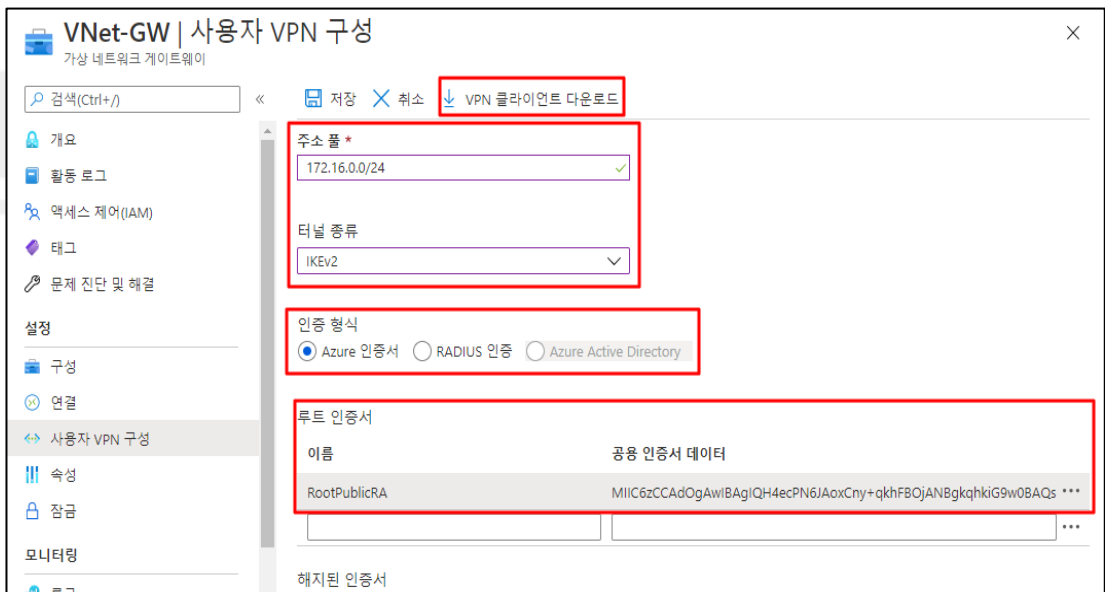 VNet-GW | 사용자 VPN 구성
가상 네트워크 게이트웨이
검색(Ctrl+/)
«
저장 취소 VPN 클라이언트 다운로드
개요
활동 로그
액세스 제어(IAM)
태그
문제 진단 및 해결
설정
구성
연결
사용자 VPN 구성
속성
잠금
모니터링
주소 풀 *
172.16.0.0/24
터널 종류
IKEv2
인증 형식
Azure 인증서 RADIUS 인증 Azure Active Directory
루트 인증서
이름 공용 인증서 데이터
RootPublicRA MIIC6zCCAdOgAwIBAgIQH4ecPN6JAoxCny+qkhFBOjANBgkqhkiG9w0BAQs •••
•••
해지된 인증서